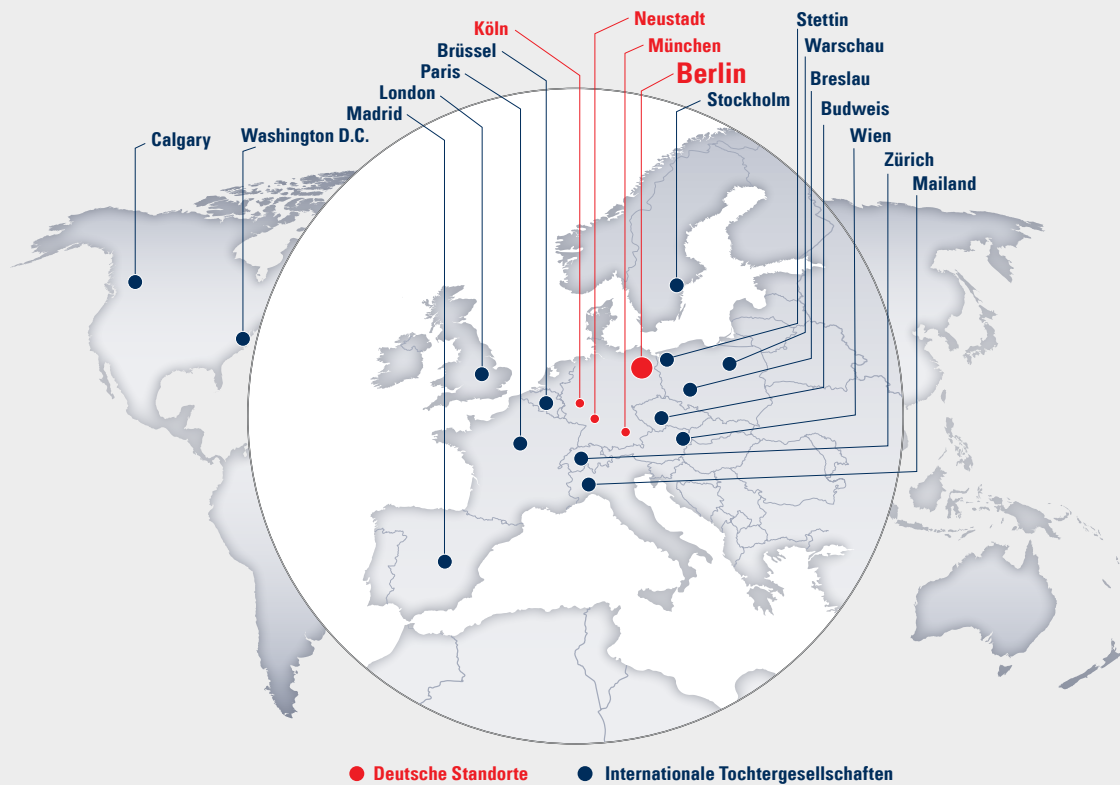 Köln
Neustadt
Stettin
Brüssel
München
Warschau
Paris
Berlin
Breslau
London
Stockholm
Budweis
Madrid
Wien
Calgary
Washington D.C.
Zürich
Mailand
Deutsche Standorte
Internationale Tochtergesellschaften